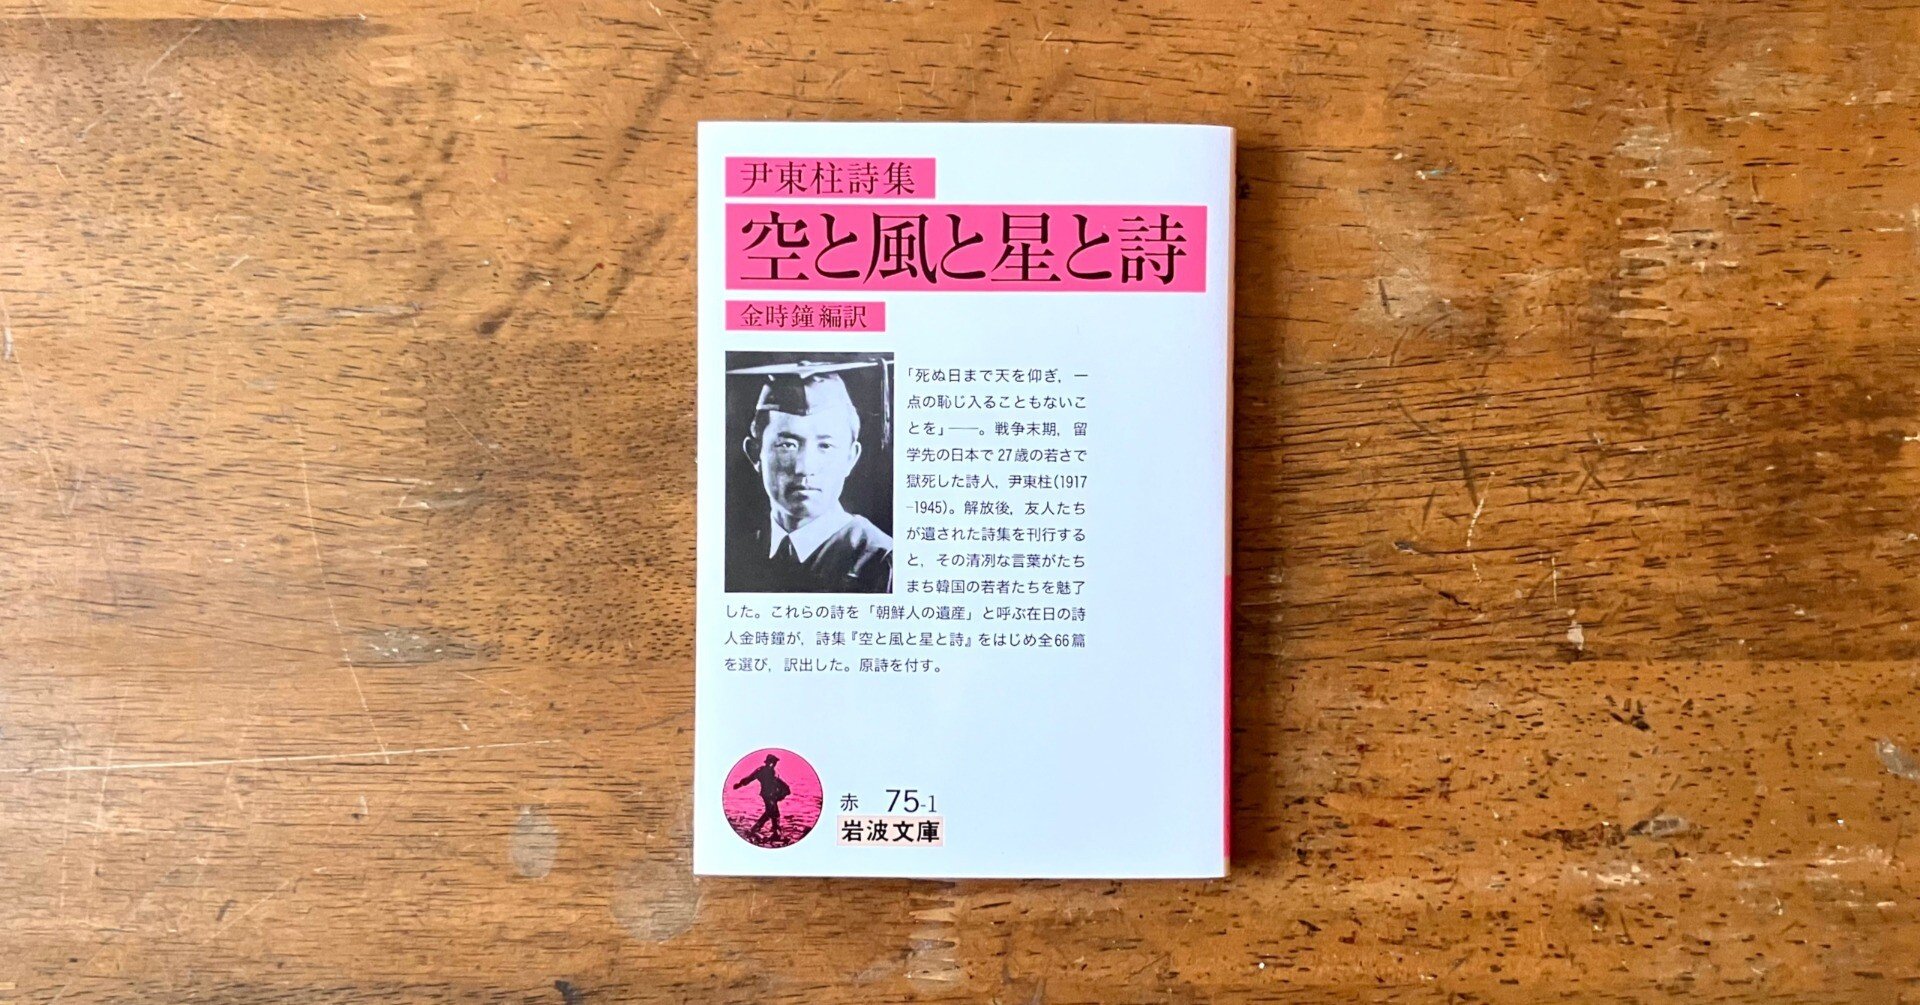 尹東柱詩集
空と風と星と詩
金時鐘編訳
「死ぬ日まで天を仰ぎ，一
点の恥じ入ることもないこ
とを」――。戦争末期，留
学先の日本で27歳の若さで
獄死した詩人，尹東柱(1917
-1945)。解放後，友人たち
が遺された詩集を刊行する
と，その清冽な言葉がたち
まち韓国の若者たちを魅了
した。これらの詩を「朝鮮人の遺産」と呼ぶ在日の詩
人金時鐘が，詩集『空と風と星と詩』をはじめ全66篇
を選び，訳出した。原詩を付す。
赤 75-1
岩波文庫